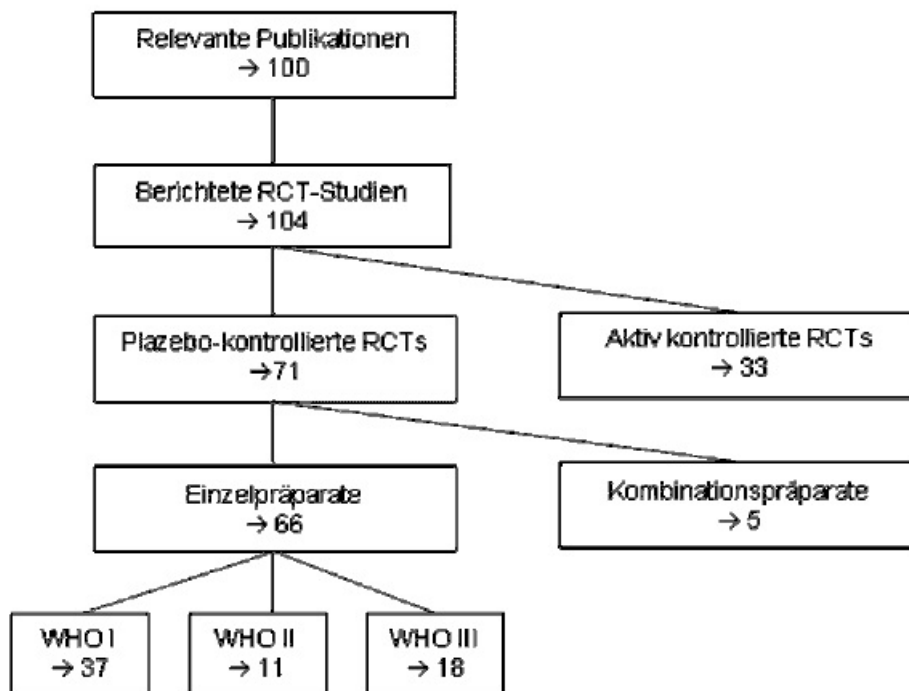 Relevante Publikationen
→ 100
Berichtete RCT-Studien
→ 104
Plazebo-kontrollierte RCTs
→71
Aktiv kontrollierte RCTs
→ 33
Einzelpräparate
→ 66
Kombinationspräparate
→ 5
WHO I
→ 37
WHO II
→ 11
WHO III
→ 18